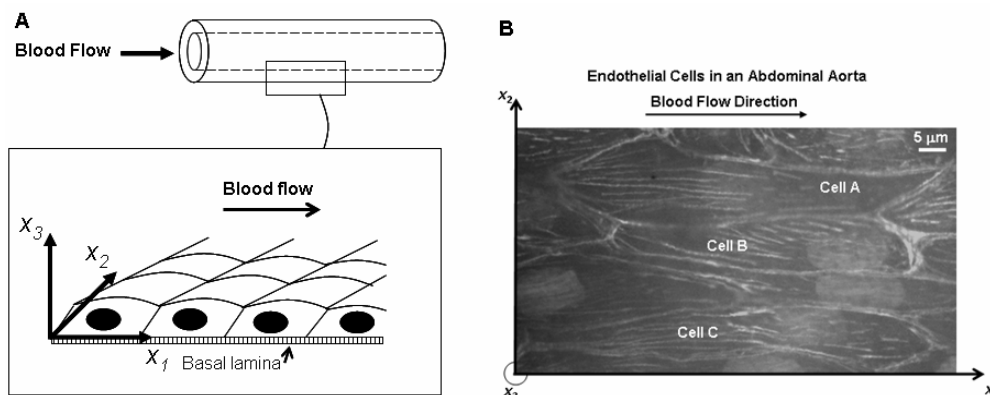 A
Blood Flow
Blood flow
X3
X2
X1
Basal lamina
B
Endothelial Cells in an Abdominal Aorta
Blood Flow Direction
x2
5 μm
Cell A
Cell B
Cell C